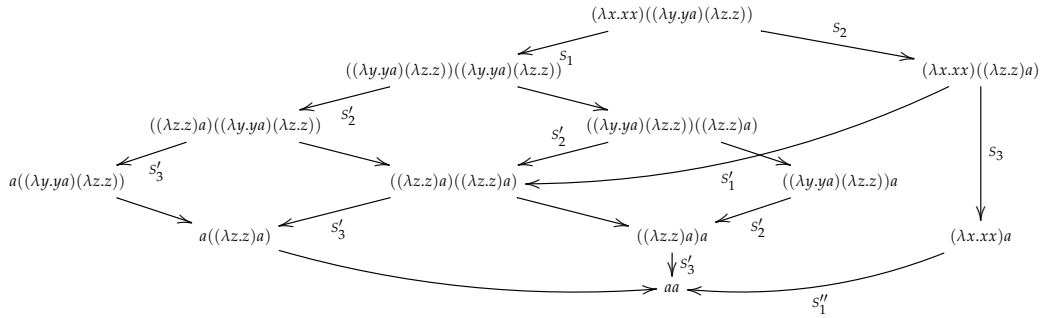 (λx.xx)((λy.ya)(λz.z))
S₂
S₁
((λy.ya)(λz.z))((λy.ya)(λz.z))
(λx.xx)((λz.z)a)
S′₂
((λz.z)a)((λy.ya)(λz.z))
S′₂
((λy.ya)(λz.z))((λz.z)a)
S₃
S′₃
a((λy.ya)(λz.z))
((λz.z)a)((λz.z)a)
S′₁
((λy.ya)(λz.z))a
S′₃
S′₂
a((λz.z)a)
((λz.z)a)a
(λx.xx)a
S′₃
aa
S″₁